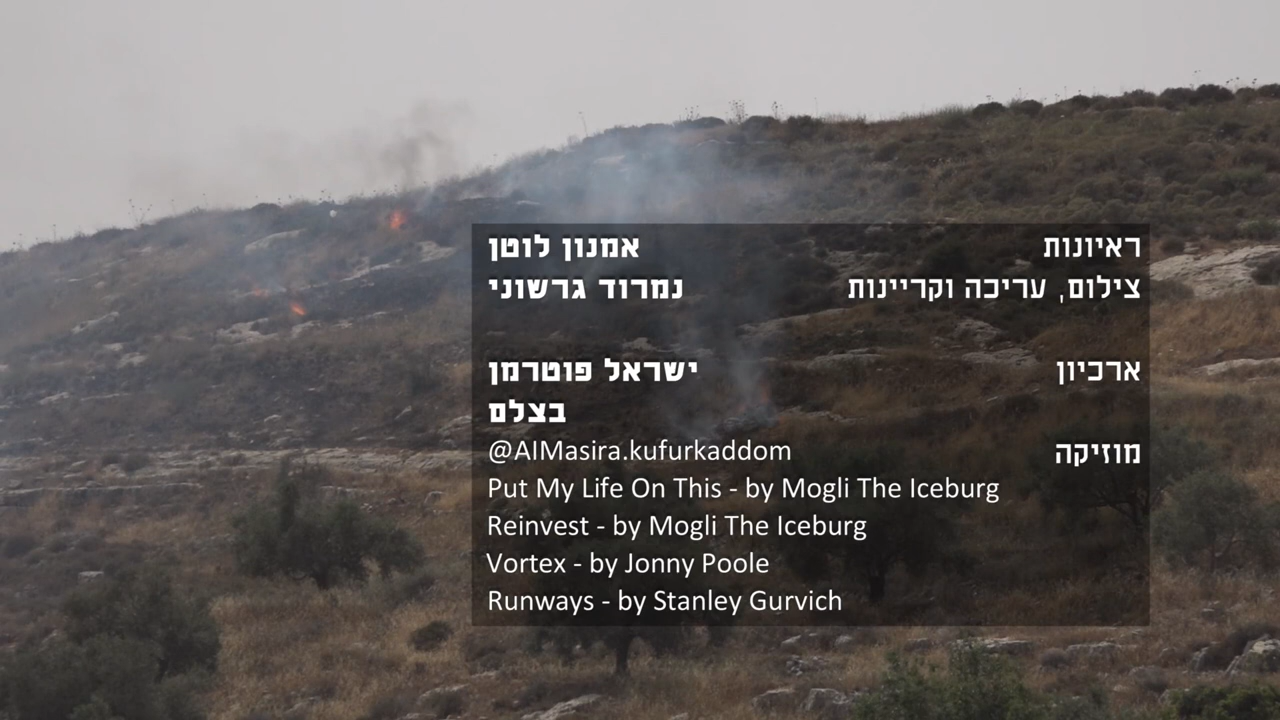 ראיונות אמנון לוטן
צילום, עריכה וקריינות נמרוד גרשוני
ארכיון ישראל פוטרמן
בצלם
מוזיקה @AlMasira.kufurkaddom
Put My Life On This - by Mogli The Iceburg
Reinvest - by Mogli The Iceburg
Vortex - by Jonny Poole
Runways - by Stanley Gurvich